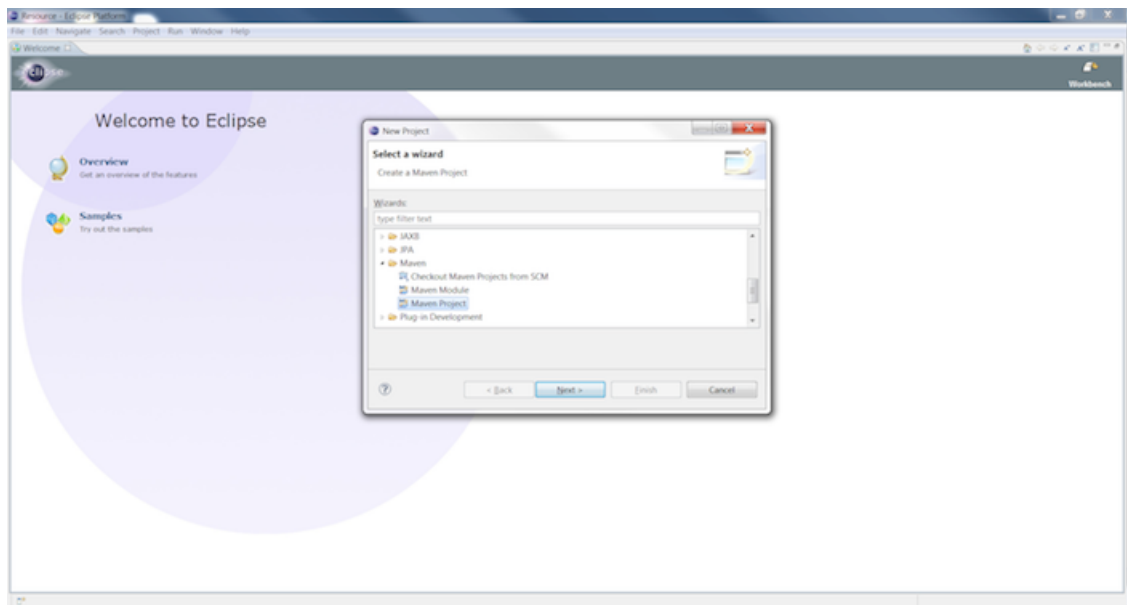 Resource - Eclipse Platform
File Edit Navigate Search Project Run Window Help
Welcome
eclipse
Workbench
Welcome to Eclipse
Overview
Get an overview of the features
Samples
Try out the samples
New Project
Select a wizard
Create a Maven Project
Wizards:
type filter text
JAXB
JPA
Maven
Checkout Maven Projects from SCM
Maven Module
Maven Project
Plug-in Development
< Back Next > Finish Cancel